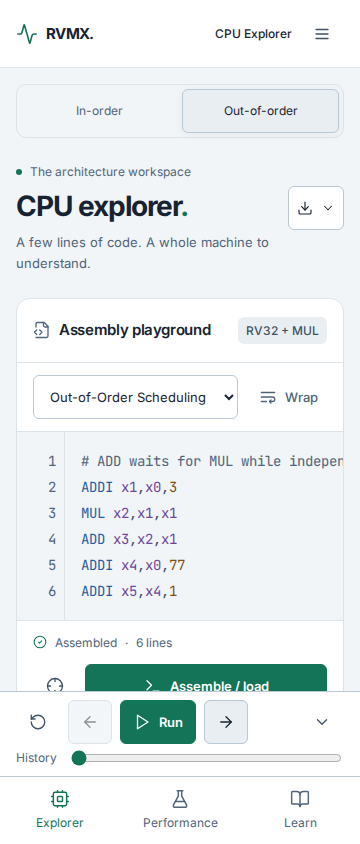 RVMX.
CPU Explorer
In-order
Out-of-order
The architecture workspace
CPU explorer.
A few lines of code. A whole machine to
understand.
Assembly playground
RV32 + MUL
Out-of-Order Scheduling
Wrap
1 # ADD waits for MUL while indepen
2 ADDI x1,x0,3
3 MUL x2,x1,x1
4 ADD x3,x2,x1
5 ADDI x4,x0,77
6 ADDI x5,x4,1
Assembled · 6 lines
Assemble / load
Run
History
Explorer
Performance
Learn